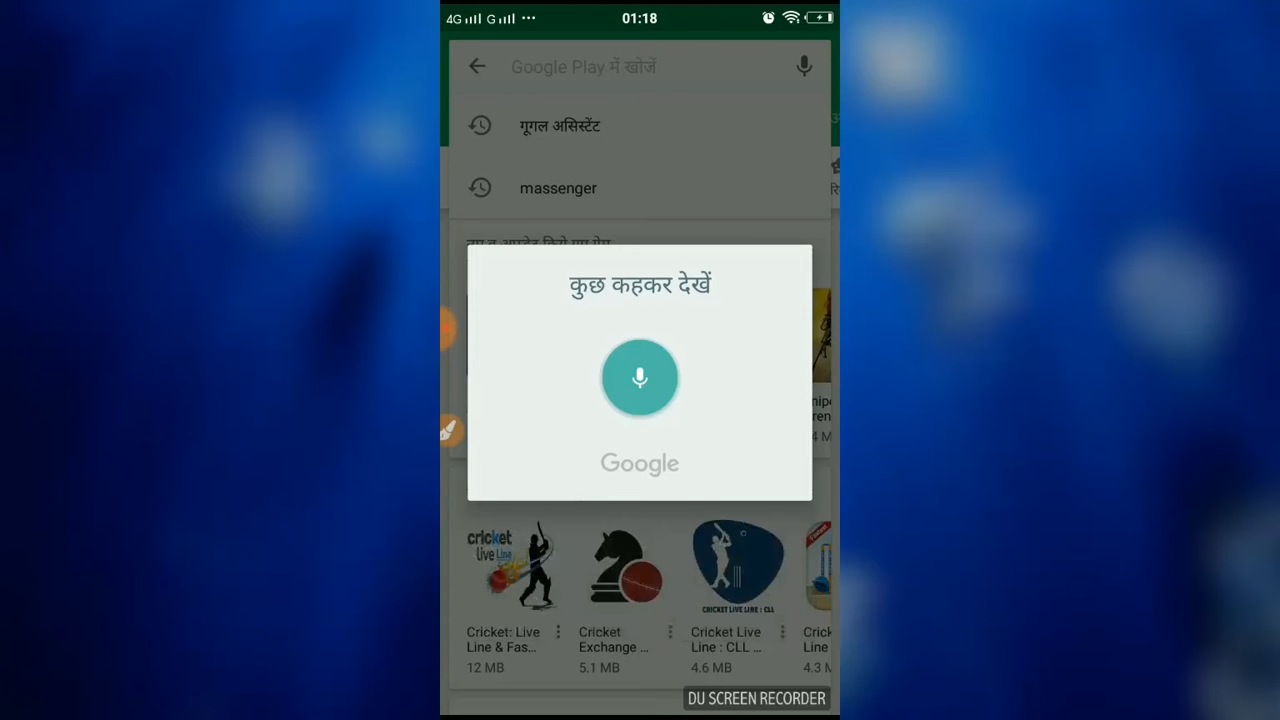 4G G 01:18
Google Play में खोजें
गूगल असिस्टेंट
massenger
कुछ कहकर देखें
Google
cricket
live Line
CRICKET LIVE LINE : CLL
Cricket: Live
Line & Fas...
12 MB
Cricket
Exchange ...
5.1 MB
Cricket Live
Line : CLL ...
4.6 MB
Crick
Line
4.3 M
DU SCREEN RECORDER